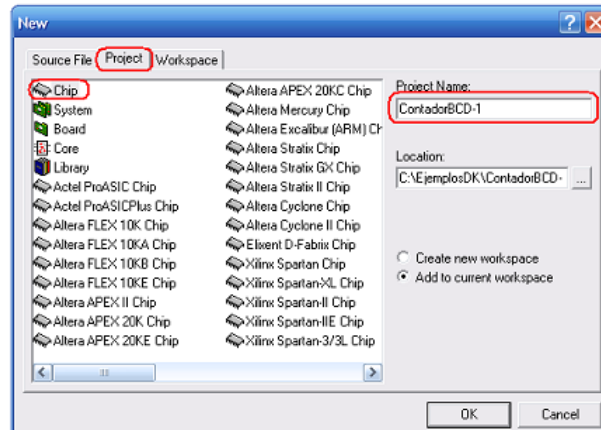 New
Source File Project Workspace
Chip
System
Board
Core
Library
Actel ProASIC Chip
Actel ProASICPlus Chip
Altera FLEX 10K Chip
Altera FLEX 10KA Chip
Altera FLEX 10KB Chip
Altera FLEX 10KE Chip
Altera APEX II Chip
Altera APEX 20K Chip
Altera APEX 20KE Chip
Altera APEX 20KC Chip
Altera Mercury Chip
Altera Excalibur (ARM) Ch
Altera Stratix Chip
Altera Stratix GX Chip
Altera Stratix II Chip
Altera Cyclone Chip
Altera Cyclone II Chip
Elixent D-Fabrix Chip
Xilinx Spartan Chip
Xilinx Spartan-XL Chip
Xilinx Spartan-II Chip
Xilinx Spartan-IIE Chip
Xilinx Spartan-3/3L Chip
Project Name:
ContadorBCD-1
Location:
C:\EjemplosDK\ContadorBCD-
...
Create new workspace
Add to current workspace
OK Cancel